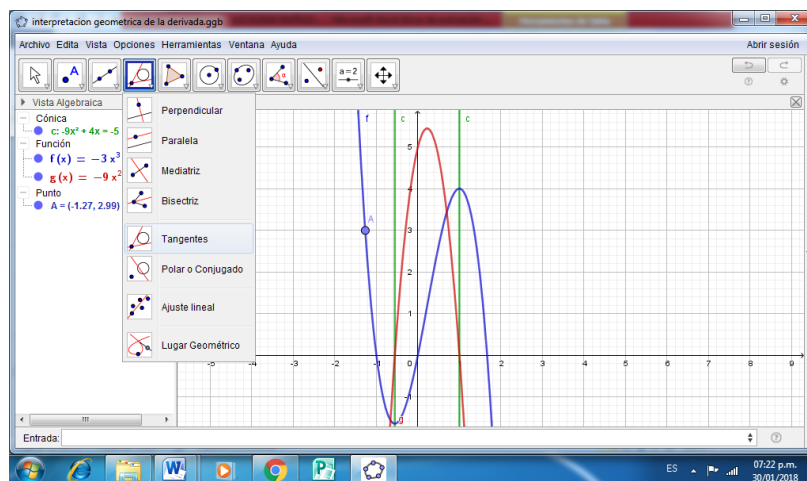 interpretacion geometrica de la derivada.ggb
Archivo Edita Vista Opciones Herramientas Ventana Ayuda
Abrir sesión
A
α
a=2
Vista Algebraica
Cónica
c: -9x² + 4x = -5
Función
f (x) = −3 x³
g (x) = −9 x²
Punto
A = (-1.27, 2.99)
Perpendicular
Paralela
Mediatriz
Bisectriz
Tangentes
Polar o Conjugado
Ajuste lineal
Lugar Geométrico
f c c
5
4
A
3
2
1
-5 -4 -3 -2 -1 0 2 3 4 5 6 7 8 9
-1
g
Entrada:
ES 07:22 p.m.
30/01/2018